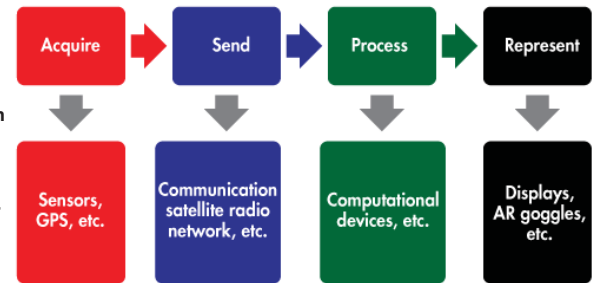 Acquire
Send
Process
Represent
Sensors,
GPS, etc.
Communication
satellite radio
network, etc.
Computational
devices, etc.
Displays,
AR goggles,
etc.